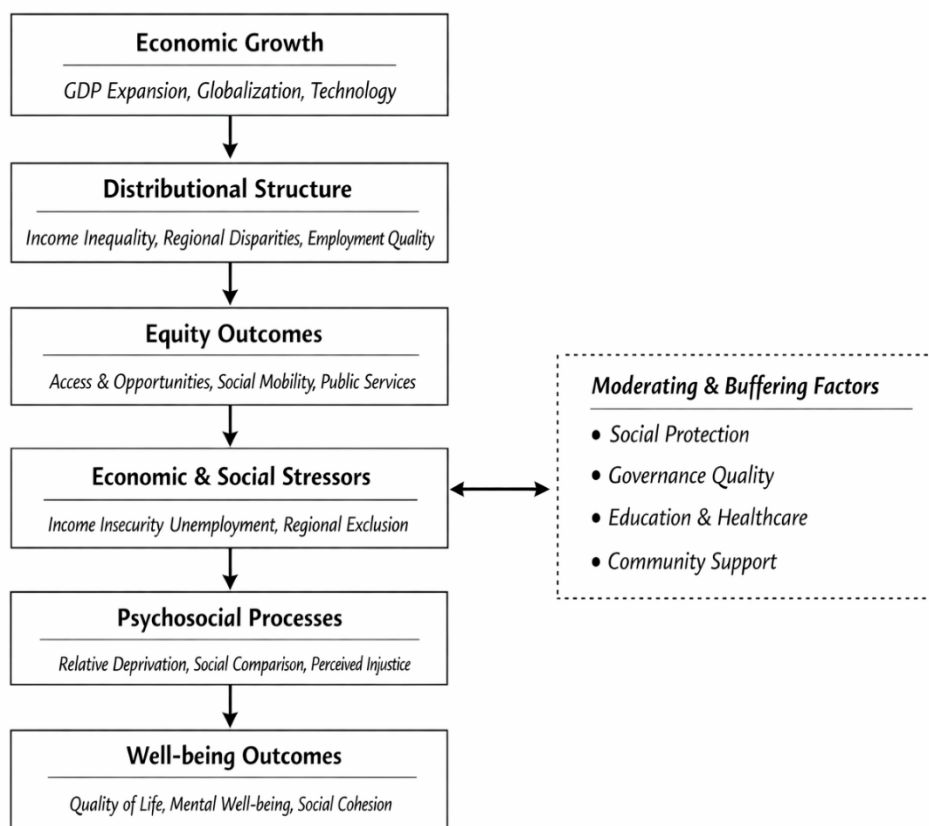 Economic Growth
GDP Expansion, Globalization, Technology
Distributional Structure
Income Inequality, Regional Disparities, Employment Quality
Equity Outcomes
Access & Opportunities, Social Mobility, Public Services
Economic & Social Stressors
Income Insecurity Unemployment, Regional Exclusion
Psychosocial Processes
Relative Deprivation, Social Comparison, Perceived Injustice
Well-being Outcomes
Quality of Life, Mental Well-being, Social Cohesion
Moderating & Buffering Factors
• Social Protection
• Governance Quality
• Education & Healthcare
• Community Support